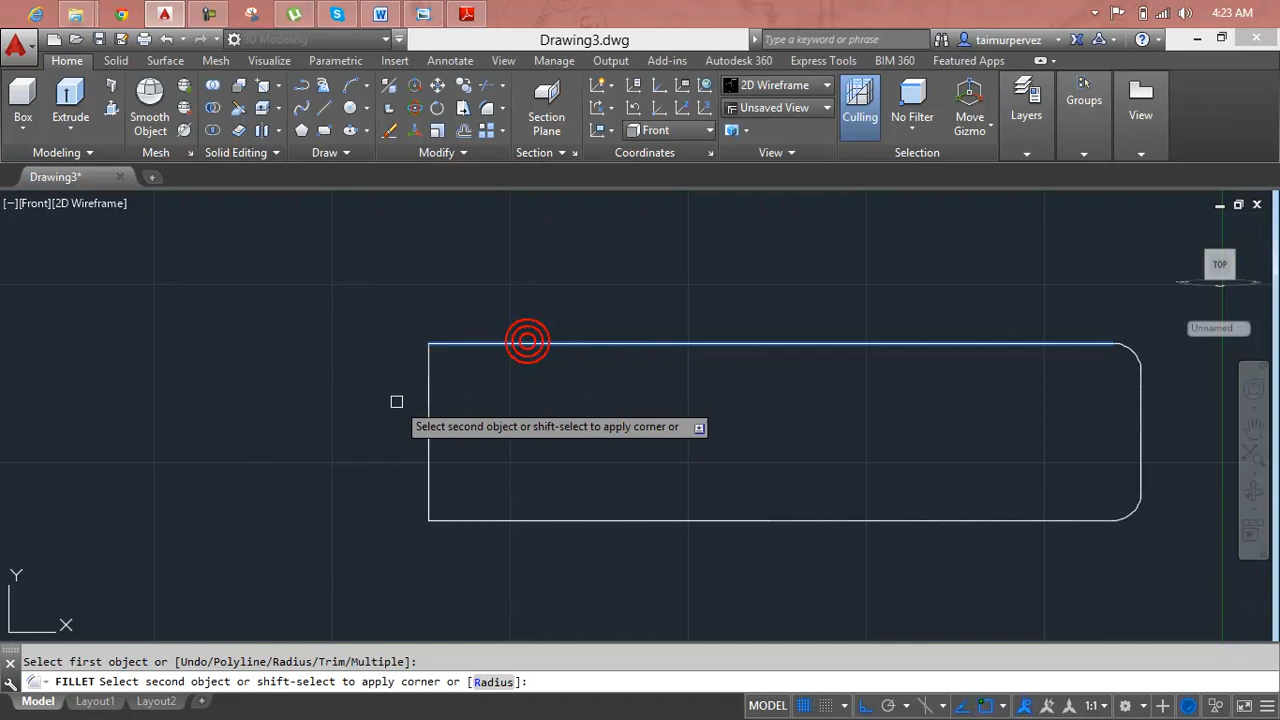 4:23 AM
3D Modeling
Drawing3.dwg
Type a keyword or phrase
taimurpervez
Home Solid Surface Mesh Visualize Parametric Insert Annotate View Manage Output Add-ins Autodesk 360 Express Tools BIM 360 Featured Apps
2D Wireframe
Unsaved View
Front
Box
Extrude
Smooth
Object
Section
Plane
Culling
No Filter
Move
Gizmo
Layers
Groups
View
Modeling Mesh Solid Editing Draw Modify Section Coordinates View Selection
Drawing3*
[−][Front][2D Wireframe]
TOP
Unnamed
Select second object or shift-select to apply corner or
Y
X
Select first object or [Undo/Polyline/Radius/Trim/Multiple]:
FILLET Select second object or shift-select to apply corner or [Radius]:
Model Layout1 Layout2
MODEL
1:1